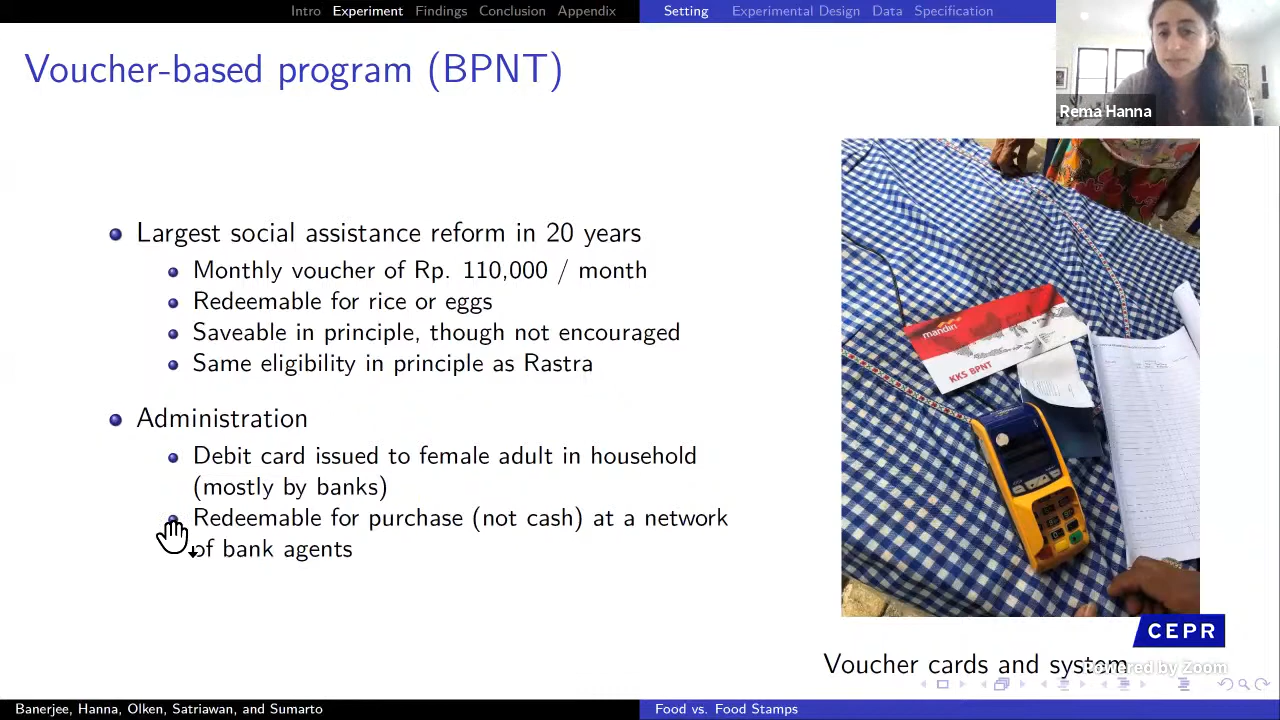 Intro Experiment Findings Conclusion Appendix
Setting Experimental Design Data Specification
Voucher-based program (BPNT)
Rema Hanna
Largest social assistance reform in 20 years
Monthly voucher of Rp. 110,000 / month
Redeemable for rice or eggs
Saveable in principle, though not encouraged
Same eligibility in principle as Rastra
Administration
Debit card issued to female adult in household
(mostly by banks)
Redeemable for purchase (not cash) at a network
of bank agents
mandiri
KKS BPNT
CEPR
Voucher cards and system
Powered by Zoom
Banerjee, Hanna, Olken, Satriawan, and Sumarto
Food vs. Food Stamps